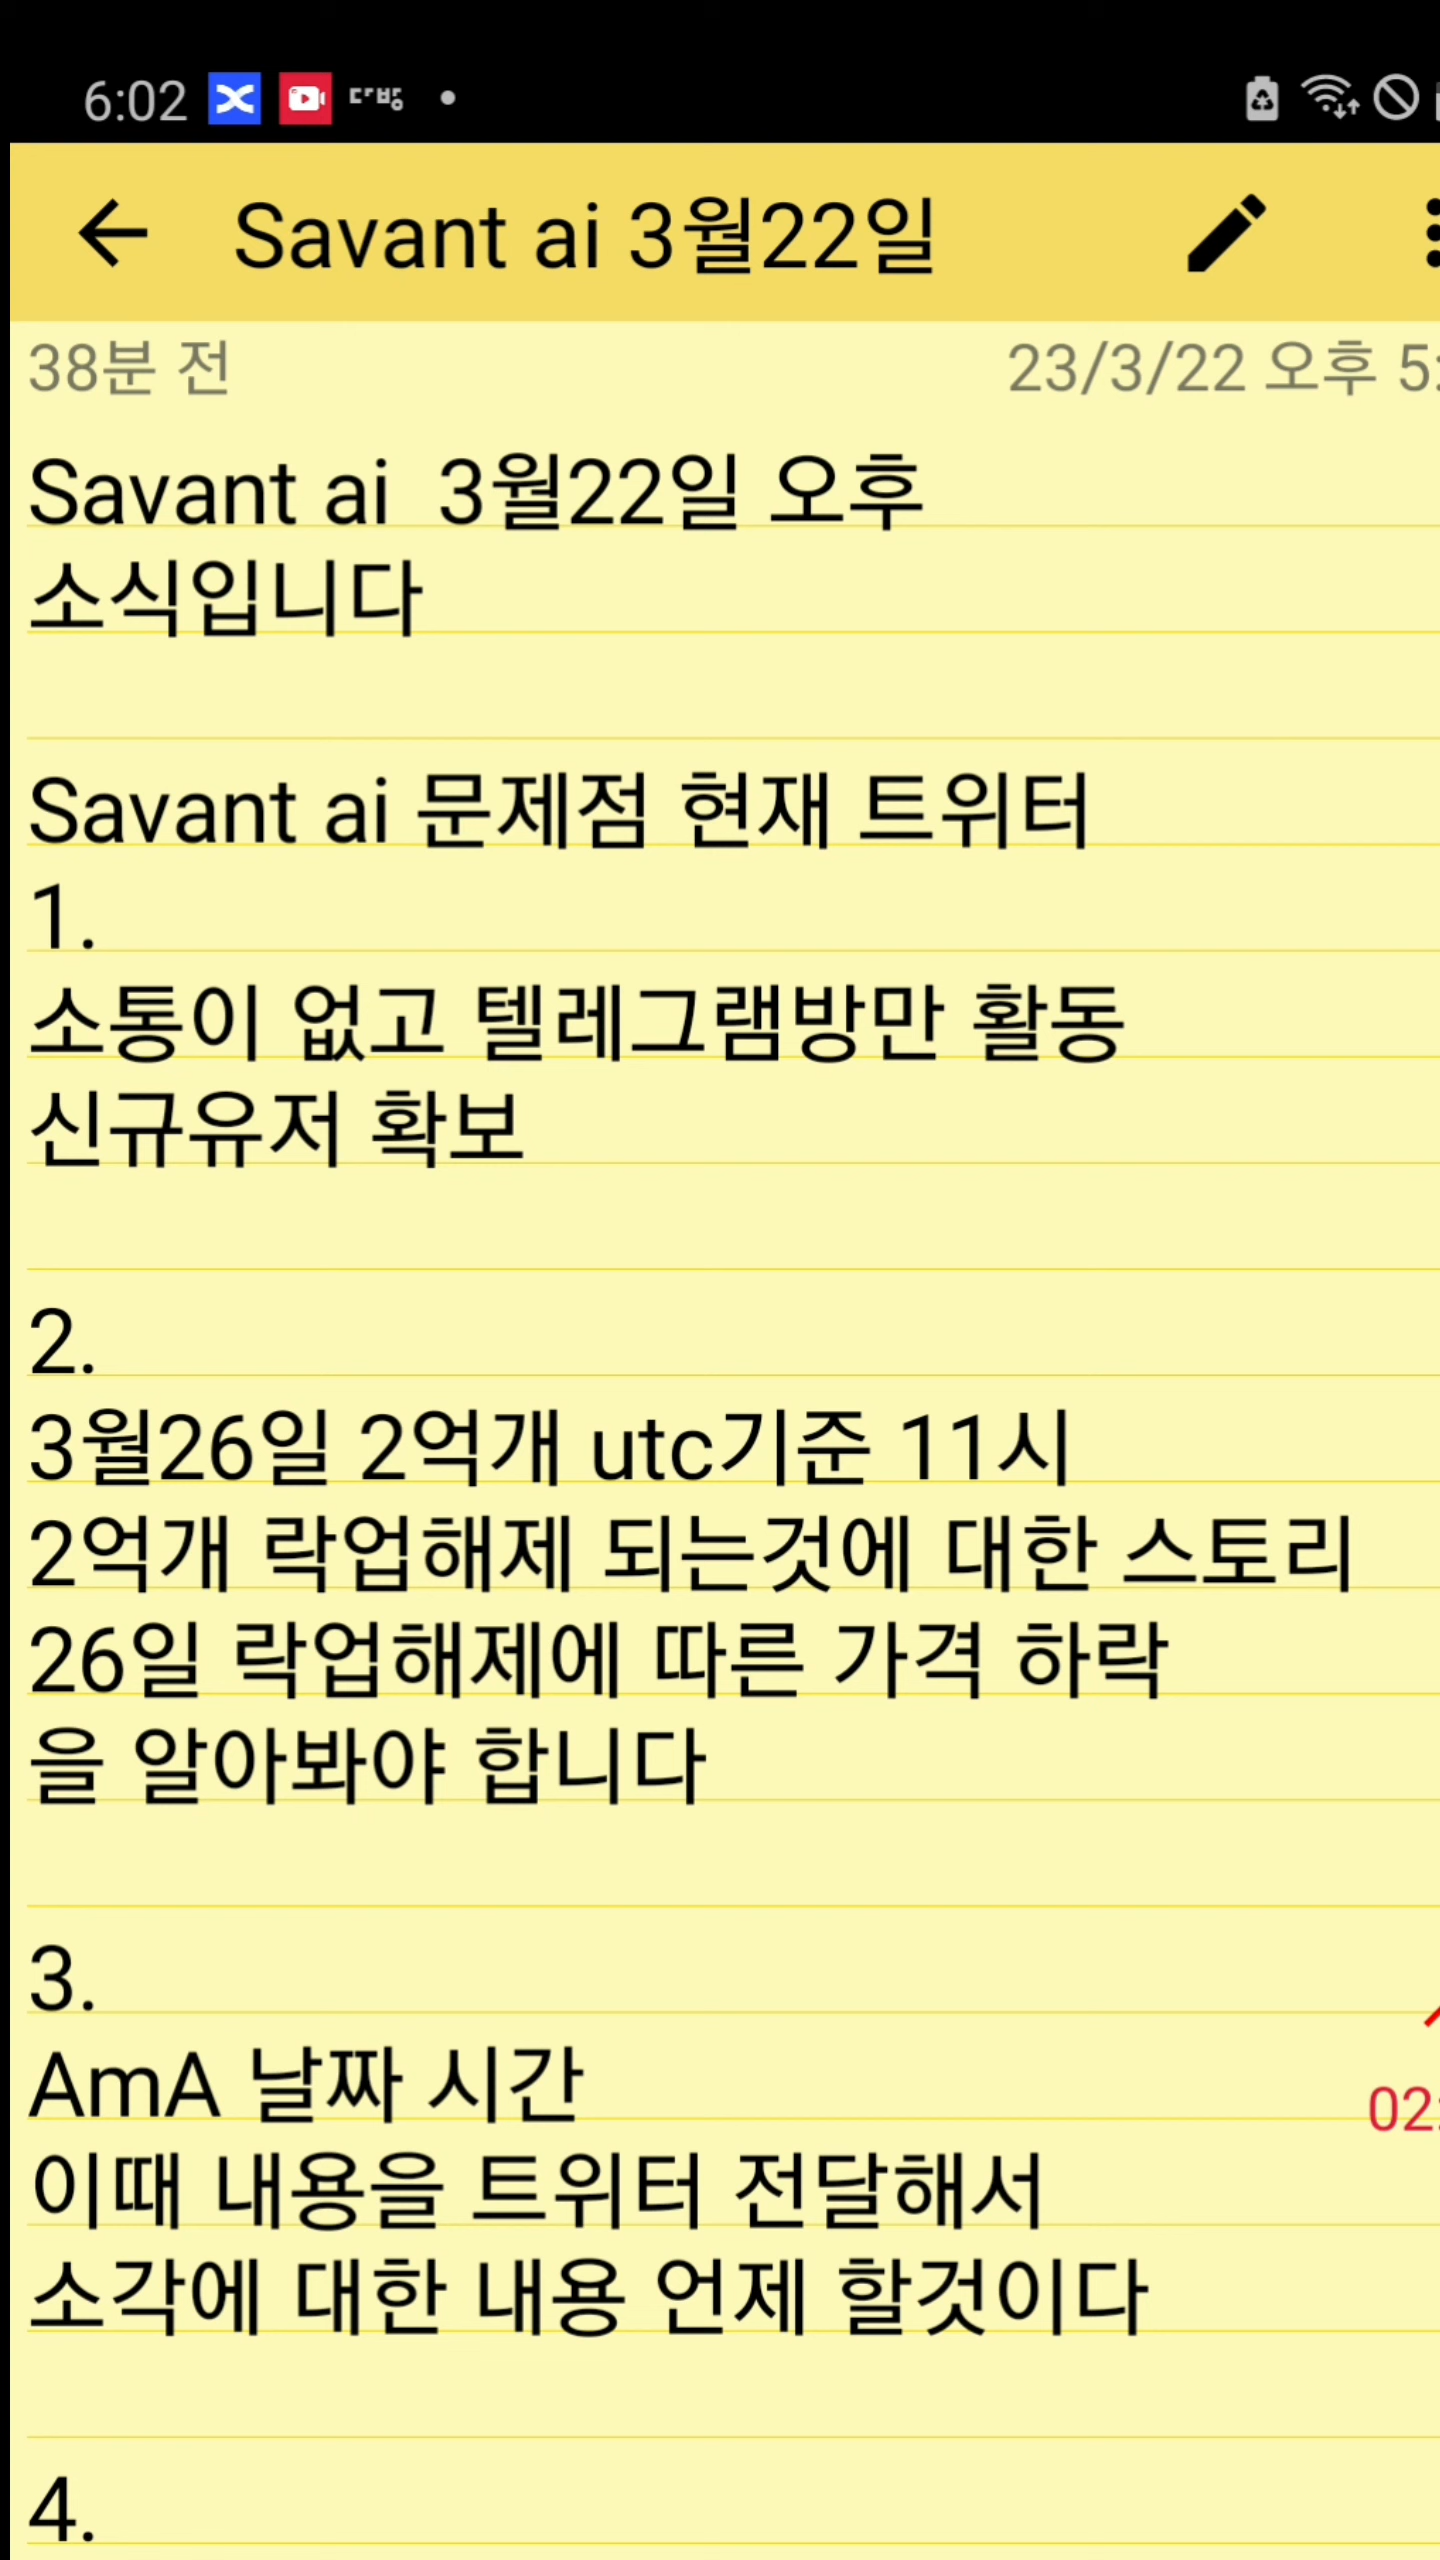 6:02 다방
Savant ai 3월22일
38분 전 23/3/22 오후 5:
Savant ai 3월22일 오후
소식입니다
Savant ai 문제점 현재 트위터
1.
소통이 없고 텔레그램방만 활동
신규유저 확보
2.
3월26일 2억개 utc기준 11시
2억개 락업해제 되는것에 대한 스토리
26일 락업해제에 따른 가격 하락
을 알아봐야 합니다
3.
AmA 날짜 시간
02:
이때 내용을 트위터 전달해서
소각에 대한 내용 언제 할것이다
4.